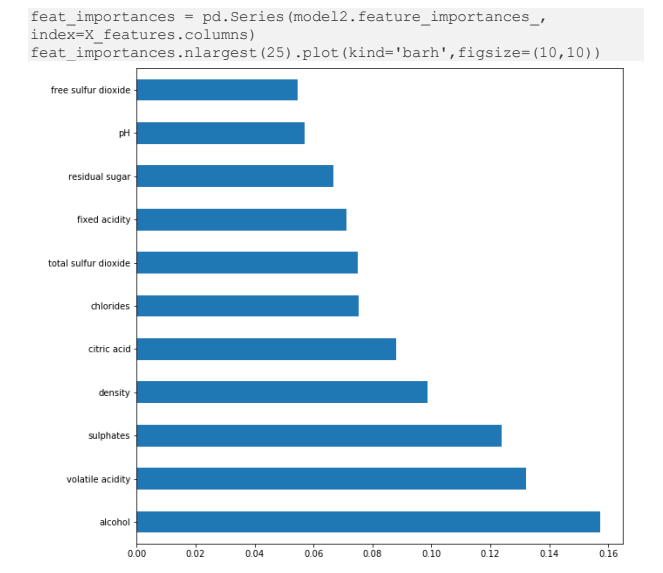 feat_importances = pd.Series(model2.feature_importances_,
index=X_features.columns)
feat_importances.nlargest(25).plot(kind='barh',figsize=(10,10))
free sulfur dioxide
pH
residual sugar
fixed acidity
total sulfur dioxide
chlorides
citric acid
density
sulphates
volatile acidity
alcohol
0.00 0.02 0.04 0.06 0.08 0.10 0.12 0.14 0.16